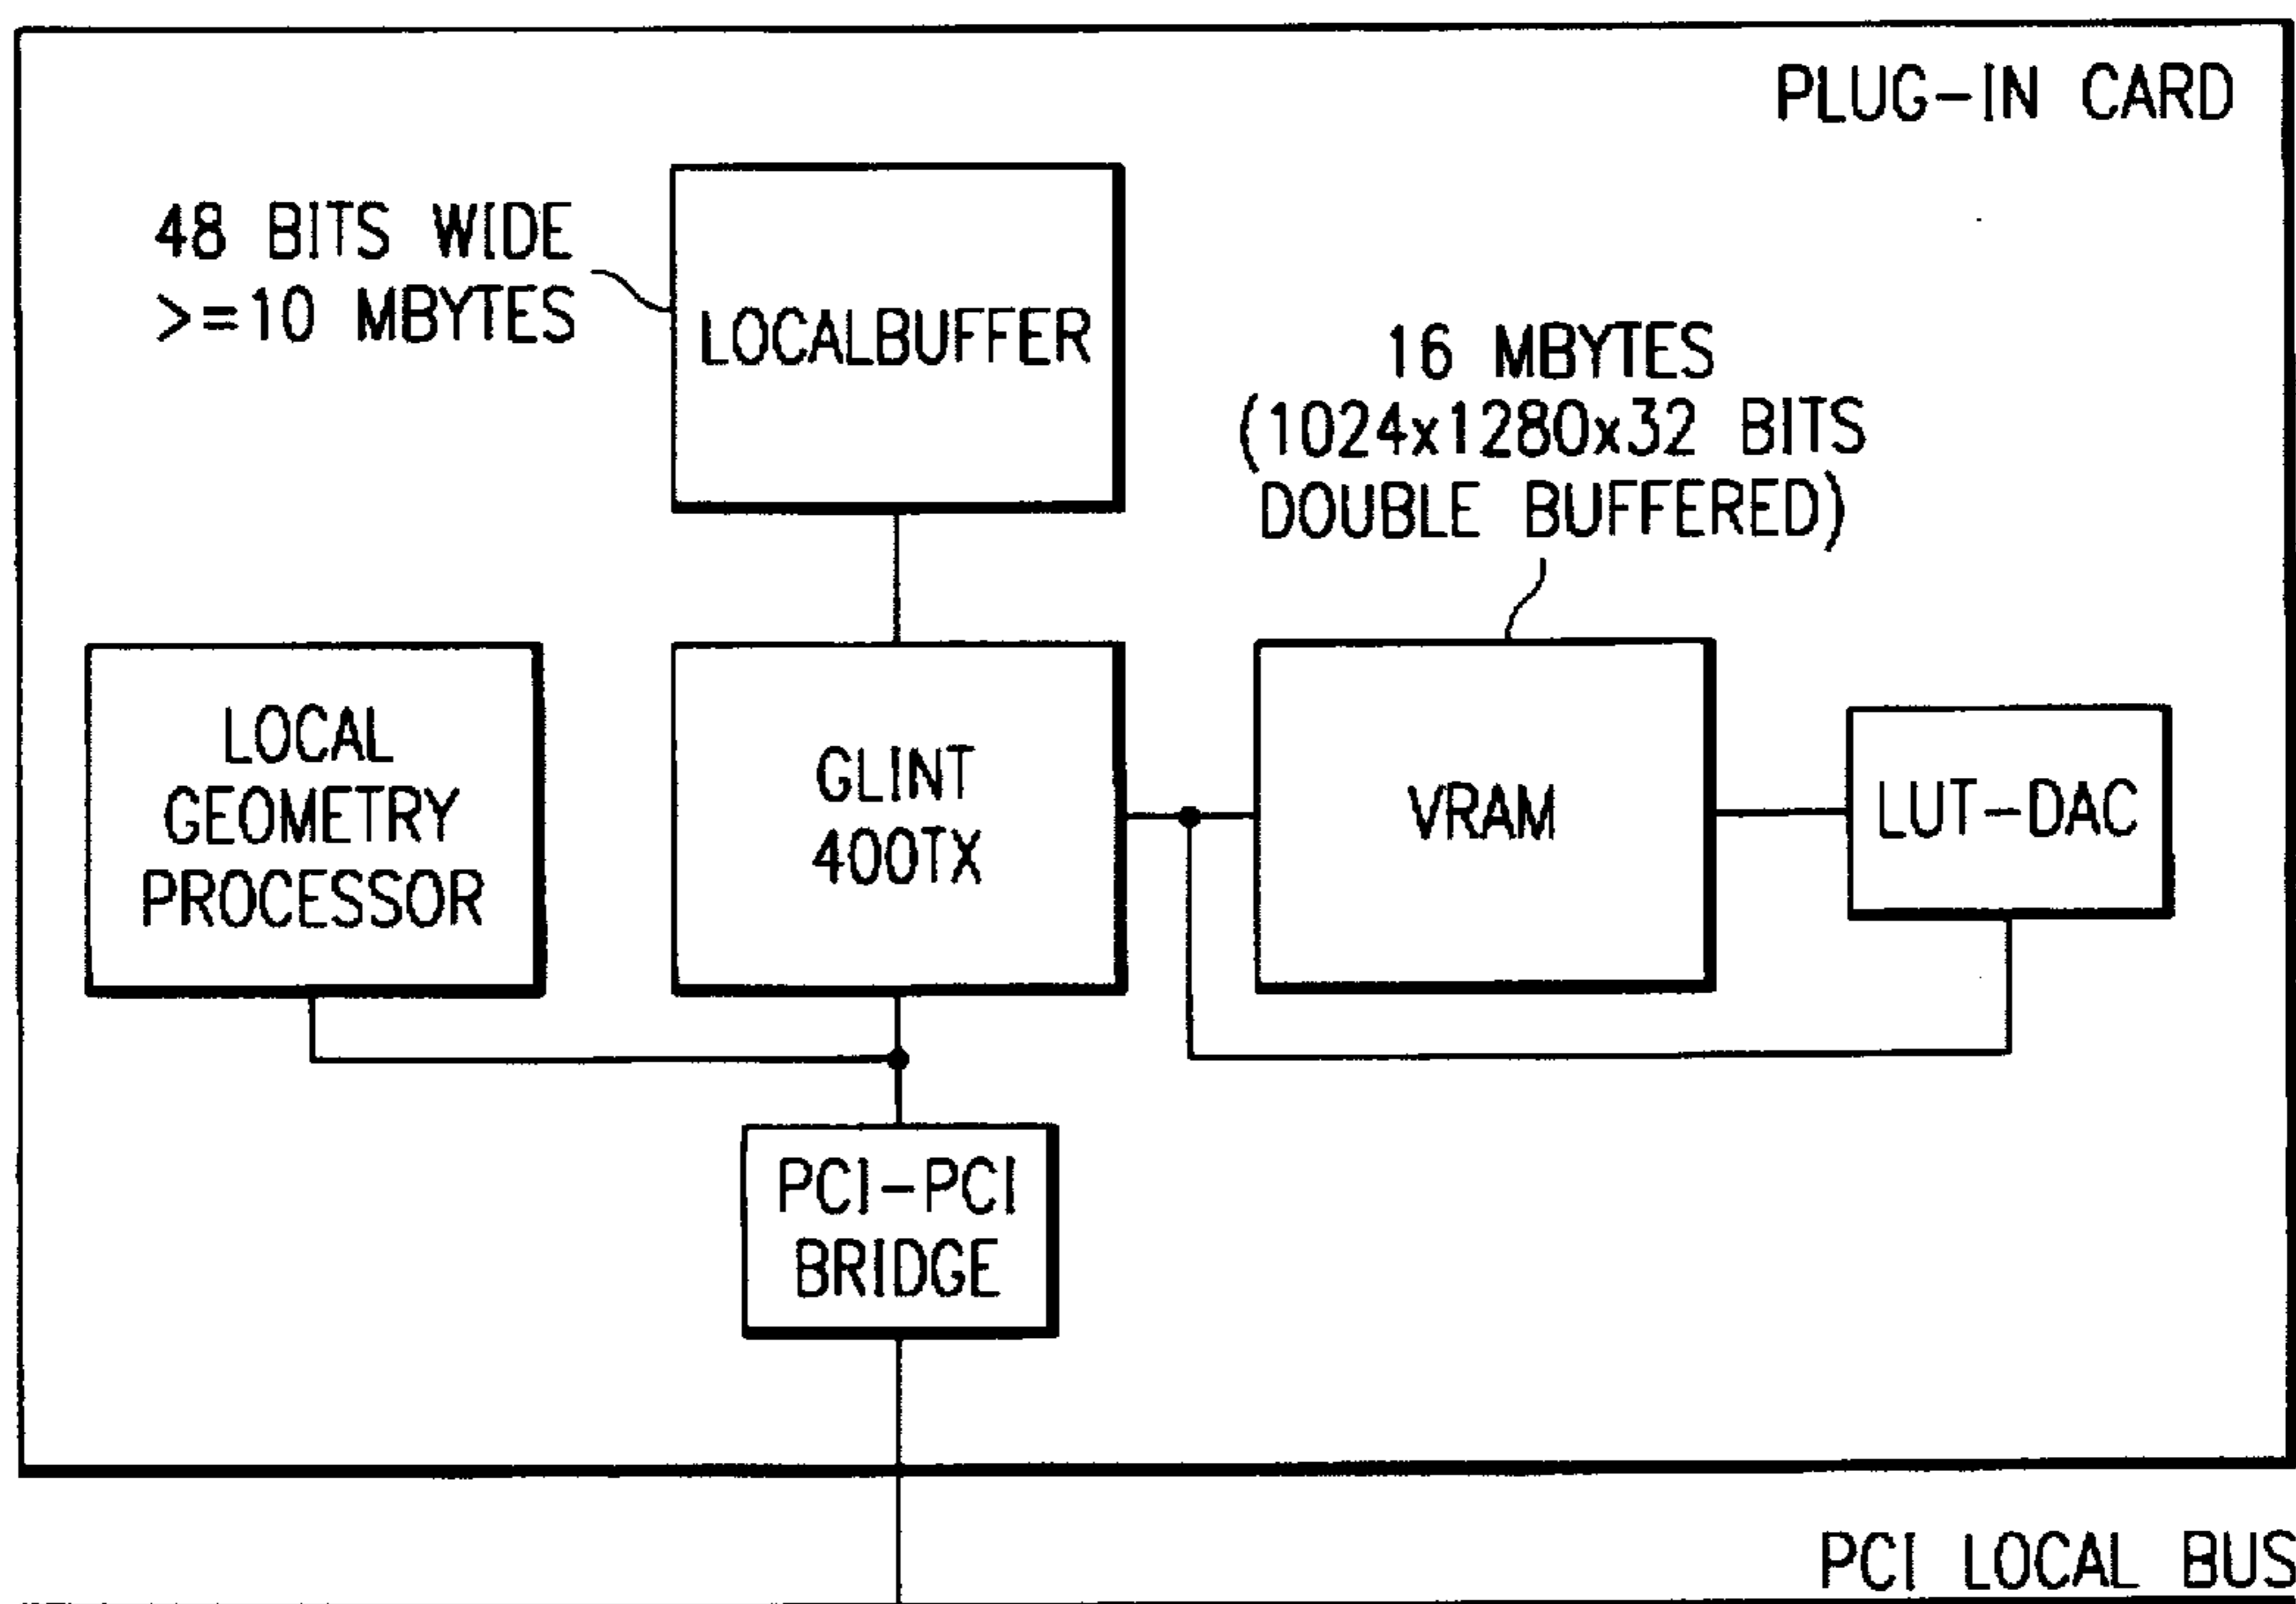 PLUG-IN CARD
48 BITS WIDE
>=10 MBYTES
LOCALBUFFER
16 MBYTES
(1024x1280x32 BITS
DOUBLE BUFFERED)
LOCAL
GEOMETRY
PROCESSOR
GLINT
400TX
VRAM
LUT-DAC
PCI-PCI
BRIDGE
PCI LOCAL BUS